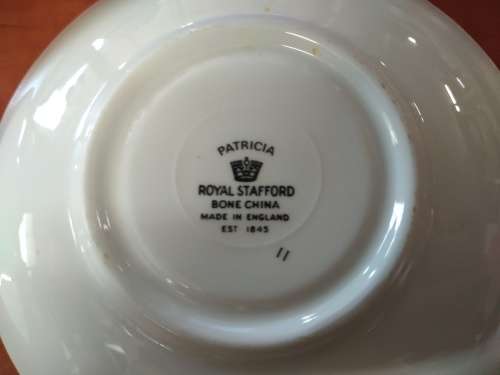 PATRICIA
ROYAL STAFFORD
BONE CHINA
MADE IN ENGLAND
EST 1845
11